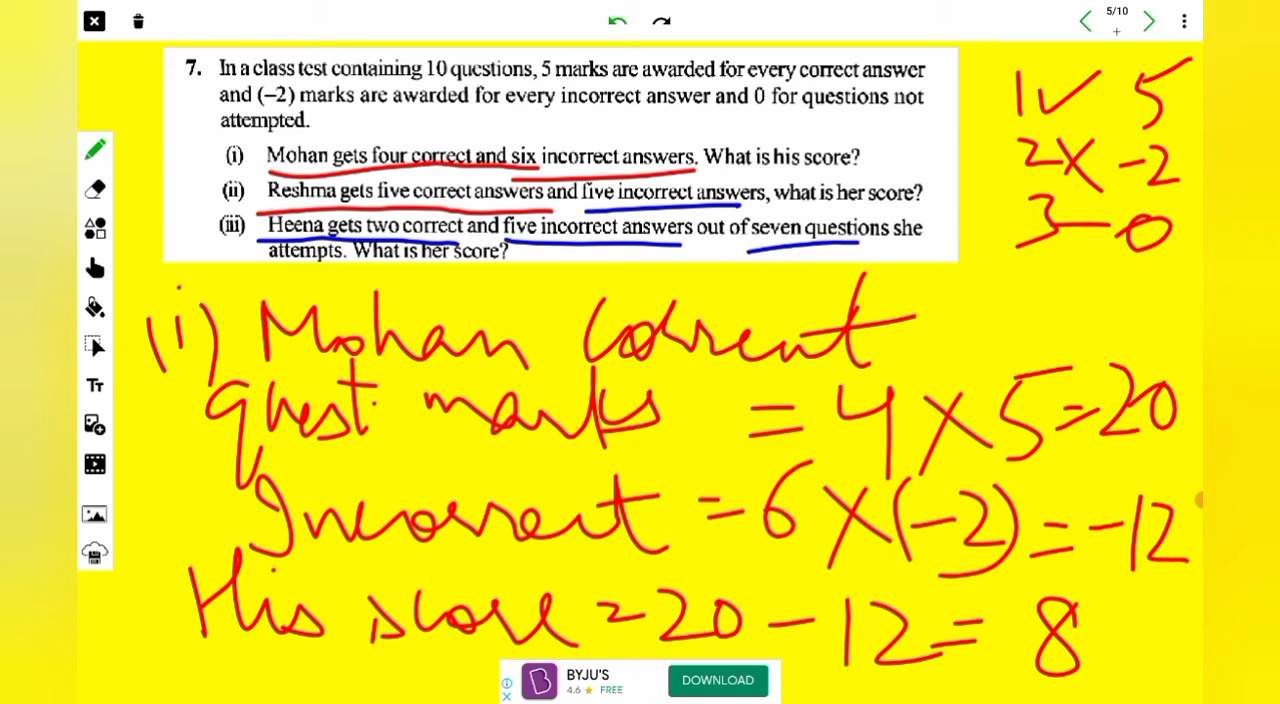 5/10
+
7. In a class test containing 10 questions, 5 marks are awarded for every correct answer
and (–2) marks are awarded for every incorrect answer and 0 for questions not
attempted.
(i) Mohan gets four correct and six incorrect answers. What is his score?
(ii) Reshma gets five correct answers and five incorrect answers, what is her score?
(iii) Heena gets two correct and five incorrect answers out of seven questions she
attempts. What is her score?
1 ✓ 5
2 × -2
3 — 0
Tt
(i) Mohan Corrent
quest. marks = 4 × 5 = 20
Incorrect = 6 × (-2) = -12
His score = 20 - 12 = 8
BYJU'S
4.6 ★ FREE
DOWNLOAD